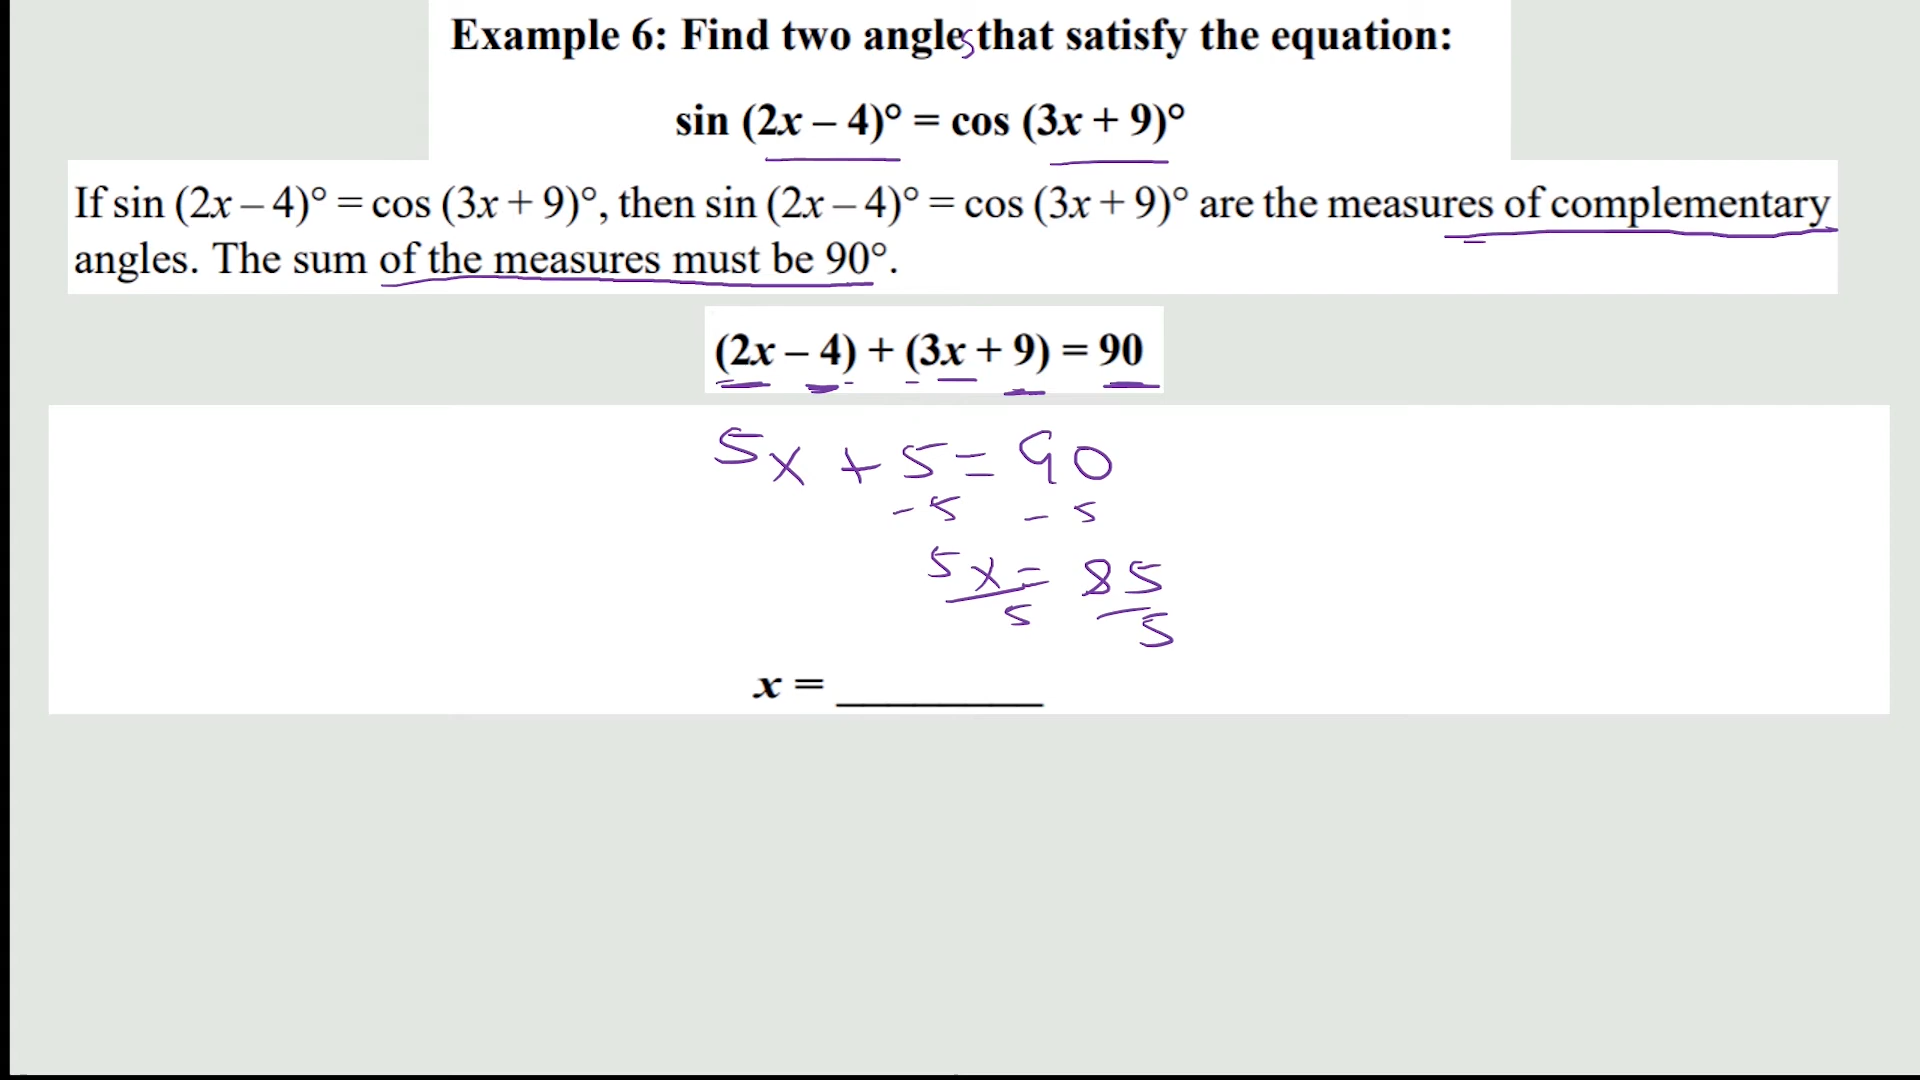 Example 6: Find two angles that satisfy the equation:
sin (2x – 4)° = cos (3x + 9)°
If sin (2x – 4)° = cos (3x + 9)°, then sin (2x – 4)° = cos (3x + 9)° are the measures of complementary
angles. The sum of the measures must be 90°.
(2x – 4) + (3x + 9) = 90
5x + 5 = 90
-5 -5
5x = 85
5 5
x = ________